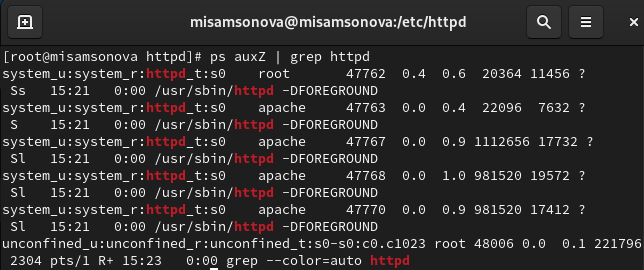 misamsonova@misamsonova:/etc/httpd
[root@misamsonova httpd]# ps auxZ | grep httpd
system_u:system_r:httpd_t:s0    root       47762  0.4  0.6  20364 11456 ?
 Ss   15:21   0:00 /usr/sbin/httpd -DFOREGROUND
system_u:system_r:httpd_t:s0    apache     47763  0.0  0.4  22096  7632 ?
 S    15:21   0:00 /usr/sbin/httpd -DFOREGROUND
system_u:system_r:httpd_t:s0    apache     47767  0.0  0.9 1112656 17732 ?
 Sl   15:21   0:00 /usr/sbin/httpd -DFOREGROUND
system_u:system_r:httpd_t:s0    apache     47768  0.0  1.0 981520 19572 ?
 Sl   15:21   0:00 /usr/sbin/httpd -DFOREGROUND
system_u:system_r:httpd_t:s0    apache     47770  0.0  0.9 981520 17412 ?
 Sl   15:21   0:00 /usr/sbin/httpd -DFOREGROUND
unconfined_u:unconfined_r:unconfined_t:s0-s0:c0.c1023 root 48006 0.0  0.1 221796
 2304 pts/1 R+ 15:23   0:00 grep --color=auto httpd